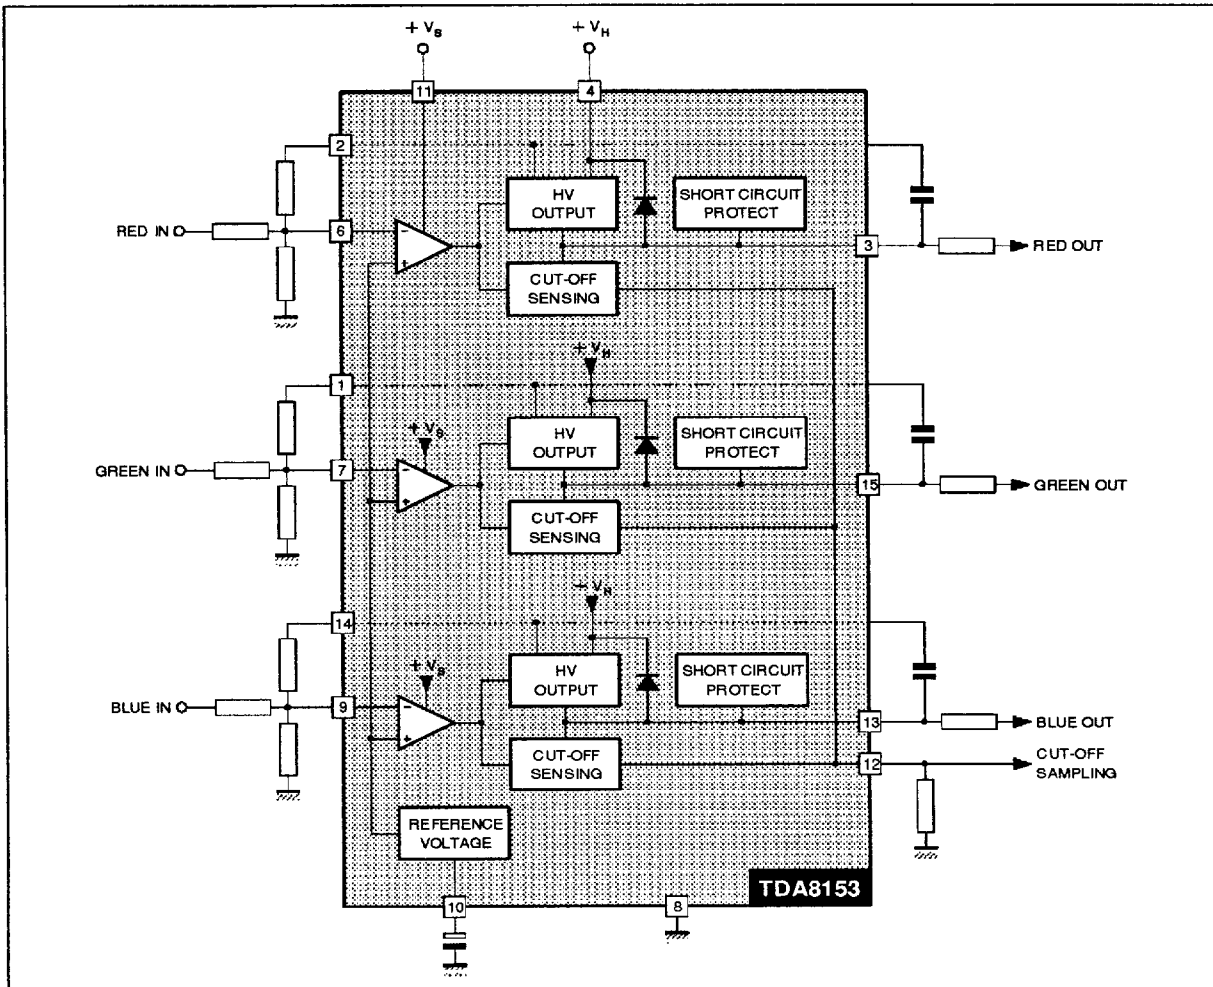 + VS
+ VH
11
4
2
HV
OUTPUT
SHORT CIRCUIT
PROTECT
RED IN
6
−
+
3
RED OUT
CUT-OFF
SENSING
+ VH
1
+ VS
HV
OUTPUT
SHORT CIRCUIT
PROTECT
GREEN IN
7
−
+
15
GREEN OUT
CUT-OFF
SENSING
+ VH
14
+ VS
HV
OUTPUT
SHORT CIRCUIT
PROTECT
BLUE IN
9
−
+
13
BLUE OUT
CUT-OFF
SENSING
12
CUT-OFF
SAMPLING
REFERENCE
VOLTAGE
TDA8153
10
8